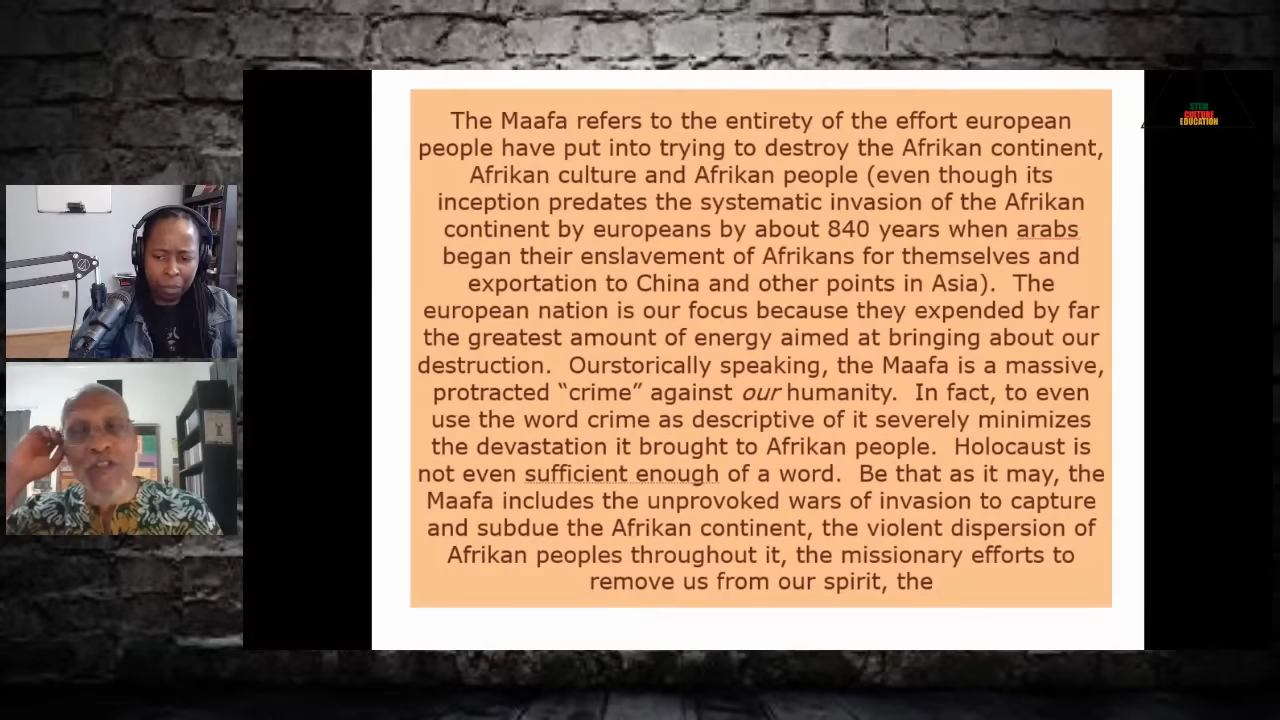 The Maafa refers to the entirety of the effort european
people have put into trying to destroy the Afrikan continent,
Afrikan culture and Afrikan people (even though its
inception predates the systematic invasion of the Afrikan
continent by europeans by about 840 years when arabs
began their enslavement of Afrikans for themselves and
exportation to China and other points in Asia).  The
european nation is our focus because they expended by far
the greatest amount of energy aimed at bringing about our
destruction.  Ourstorically speaking, the Maafa is a massive,
protracted “crime” against our humanity.  In fact, to even
use the word crime as descriptive of it severely minimizes
the devastation it brought to Afrikan people.  Holocaust is
not even sufficient enough of a word.  Be that as it may, the
Maafa includes the unprovoked wars of invasion to capture
and subdue the Afrikan continent, the violent dispersion of
Afrikan peoples throughout it, the missionary efforts to
remove us from our spirit, the
STEM
CULTURE
EDUCATION